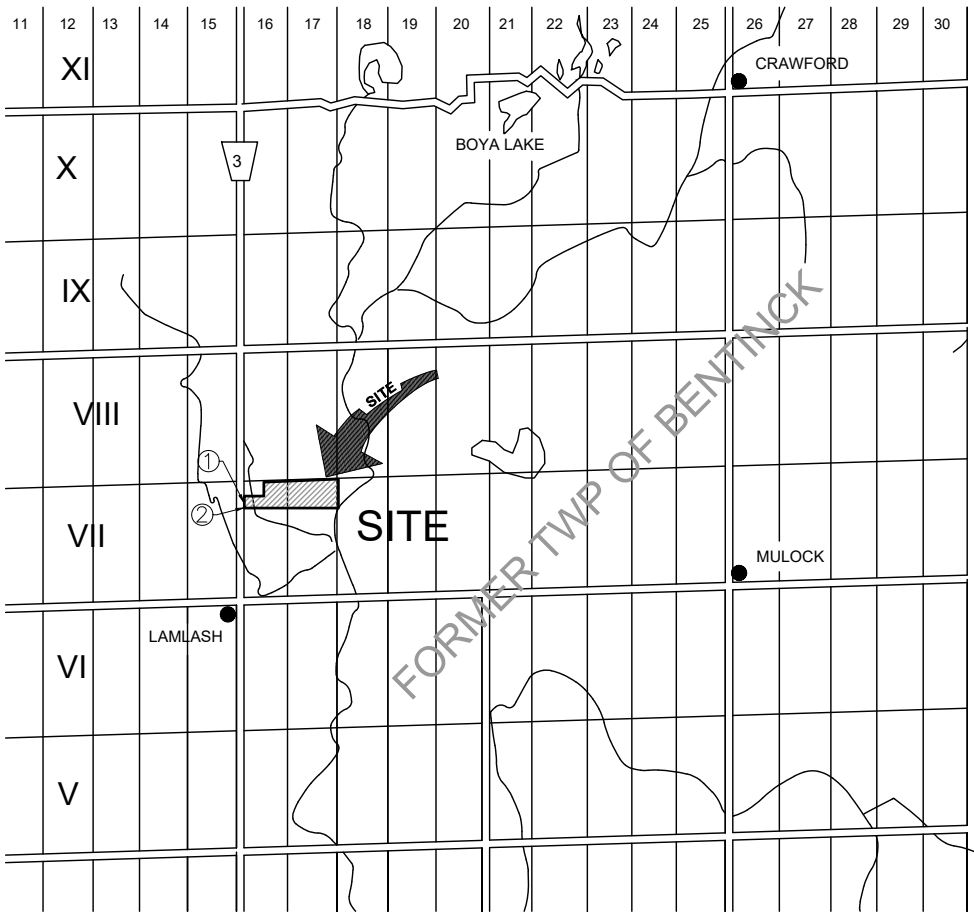 11 12 13 14 15 16 17 18 19 20 21 22 23 24 25 26 27 28 29 30
XI
CRAWFORD
BOYA LAKE
3
X
IX
VIII
SITE
1
2
SITE
VII
FORMER TWP OF BENTINCK
MULOCK
LAMLASH
VI
V